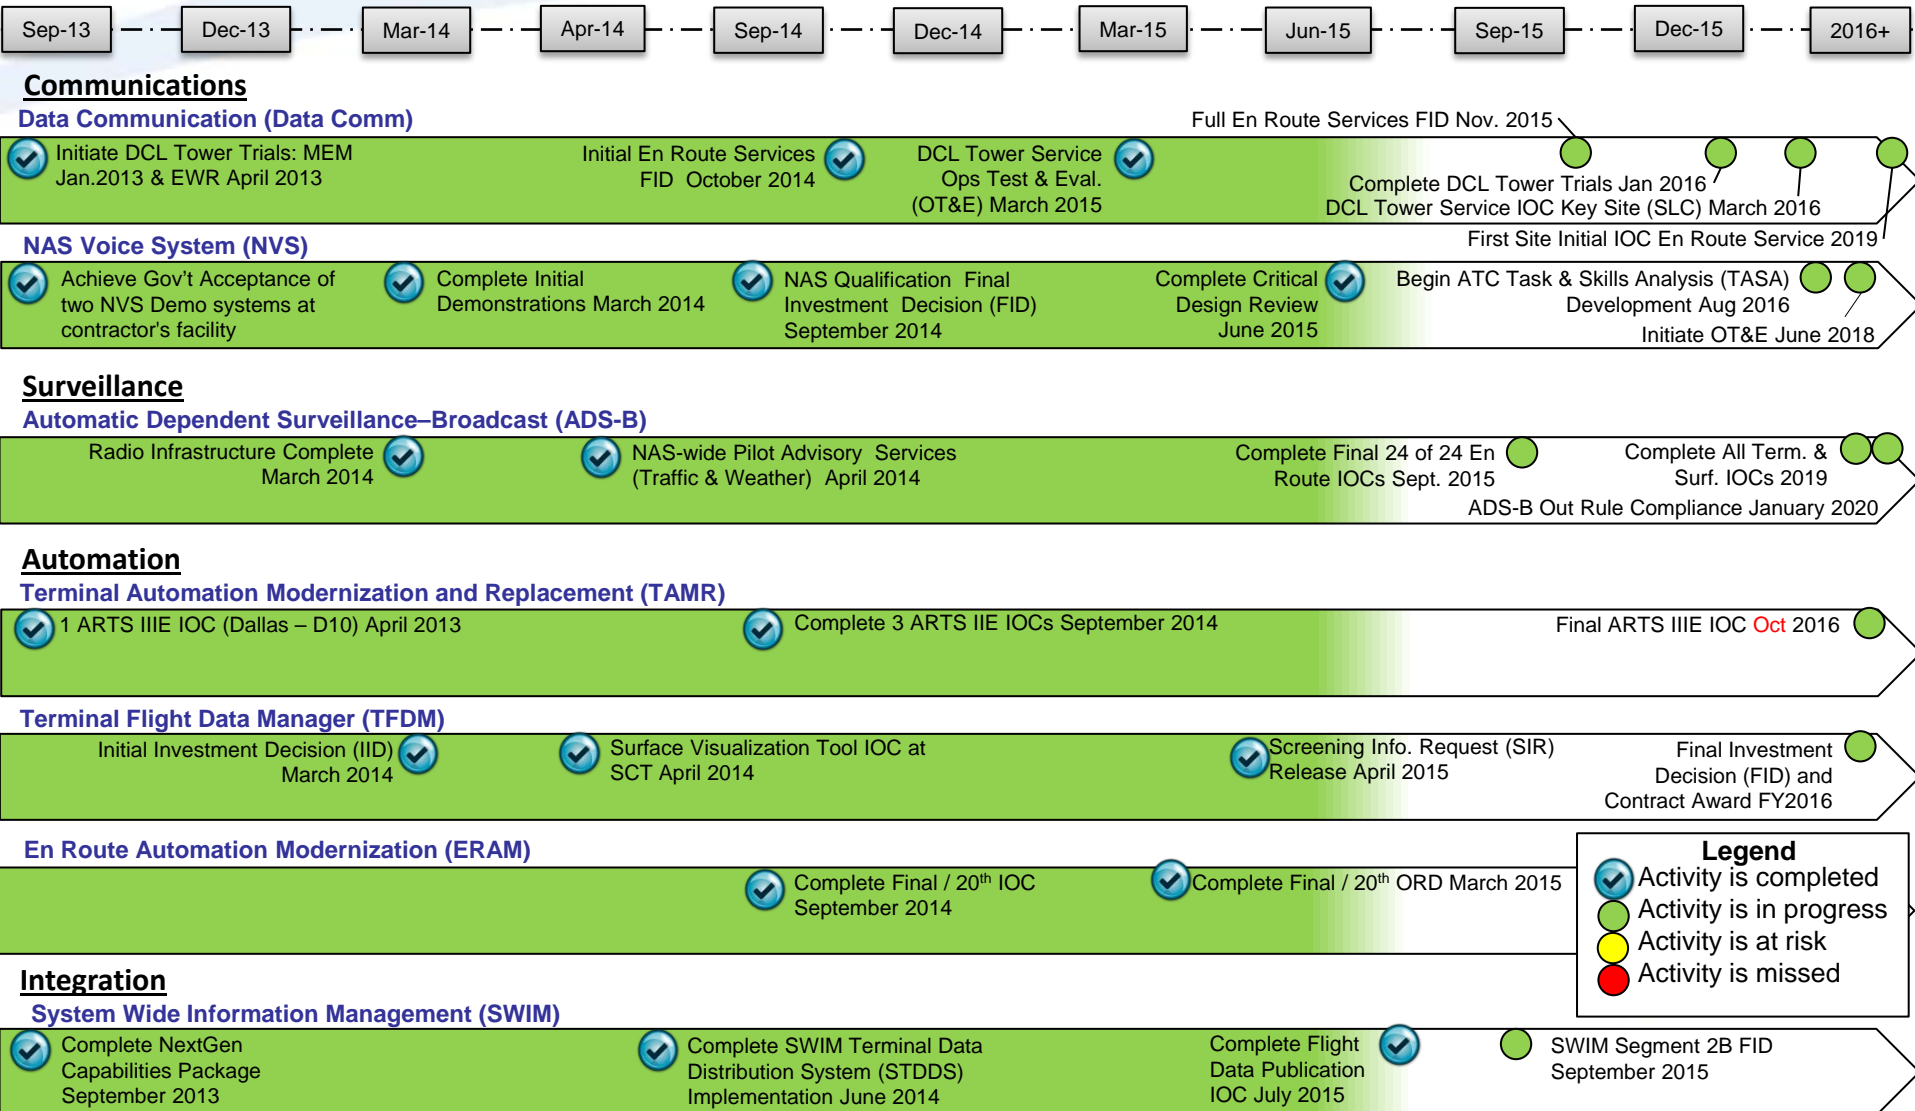 Sep-13 Dec-13 Mar-14 Apr-14 Sep-14 Dec-14 Mar-15 Jun-15 Sep-15 Dec-15 2016+
Communications
Data Communication (Data Comm)
Full En Route Services FID Nov. 2015
Initiate DCL Tower Trials: MEM
Jan.2013 & EWR April 2013
Initial En Route Services
FID October 2014
DCL Tower Service
Ops Test & Eval.
(OT&E) March 2015
Complete DCL Tower Trials Jan 2016
DCL Tower Service IOC Key Site (SLC) March 2016
First Site Initial IOC En Route Service 2019
NAS Voice System (NVS)
Achieve Gov't Acceptance of
two NVS Demo systems at
contractor's facility
Complete Initial
Demonstrations March 2014
NAS Qualification Final
Investment Decision (FID)
September 2014
Complete Critical
Design Review
June 2015
Begin ATC Task & Skills Analysis (TASA)
Development Aug 2016
Initiate OT&E June 2018
Surveillance
Automatic Dependent Surveillance–Broadcast (ADS-B)
Radio Infrastructure Complete
March 2014
NAS-wide Pilot Advisory Services
(Traffic & Weather) April 2014
Complete Final 24 of 24 En
Route IOCs Sept. 2015
Complete All Term. &
Surf. IOCs 2019
ADS-B Out Rule Compliance January 2020
Automation
Terminal Automation Modernization and Replacement (TAMR)
1 ARTS IIIE IOC (Dallas – D10) April 2013
Complete 3 ARTS IIE IOCs September 2014
Final ARTS IIIE IOC Oct 2016
Terminal Flight Data Manager (TFDM)
Initial Investment Decision (IID)
March 2014
Surface Visualization Tool IOC at
SCT April 2014
Screening Info. Request (SIR)
Release April 2015
Final Investment
Decision (FID) and
Contract Award FY2016
En Route Automation Modernization (ERAM)
Complete Final / 20th IOC
September 2014
Complete Final / 20th ORD March 2015
Legend
Activity is completed
Activity is in progress
Activity is at risk
Activity is missed
Integration
System Wide Information Management (SWIM)
Complete NextGen
Capabilities Package
September 2013
Complete SWIM Terminal Data
Distribution System (STDDS)
Implementation June 2014
Complete Flight
Data Publication
IOC July 2015
SWIM Segment 2B FID
September 2015